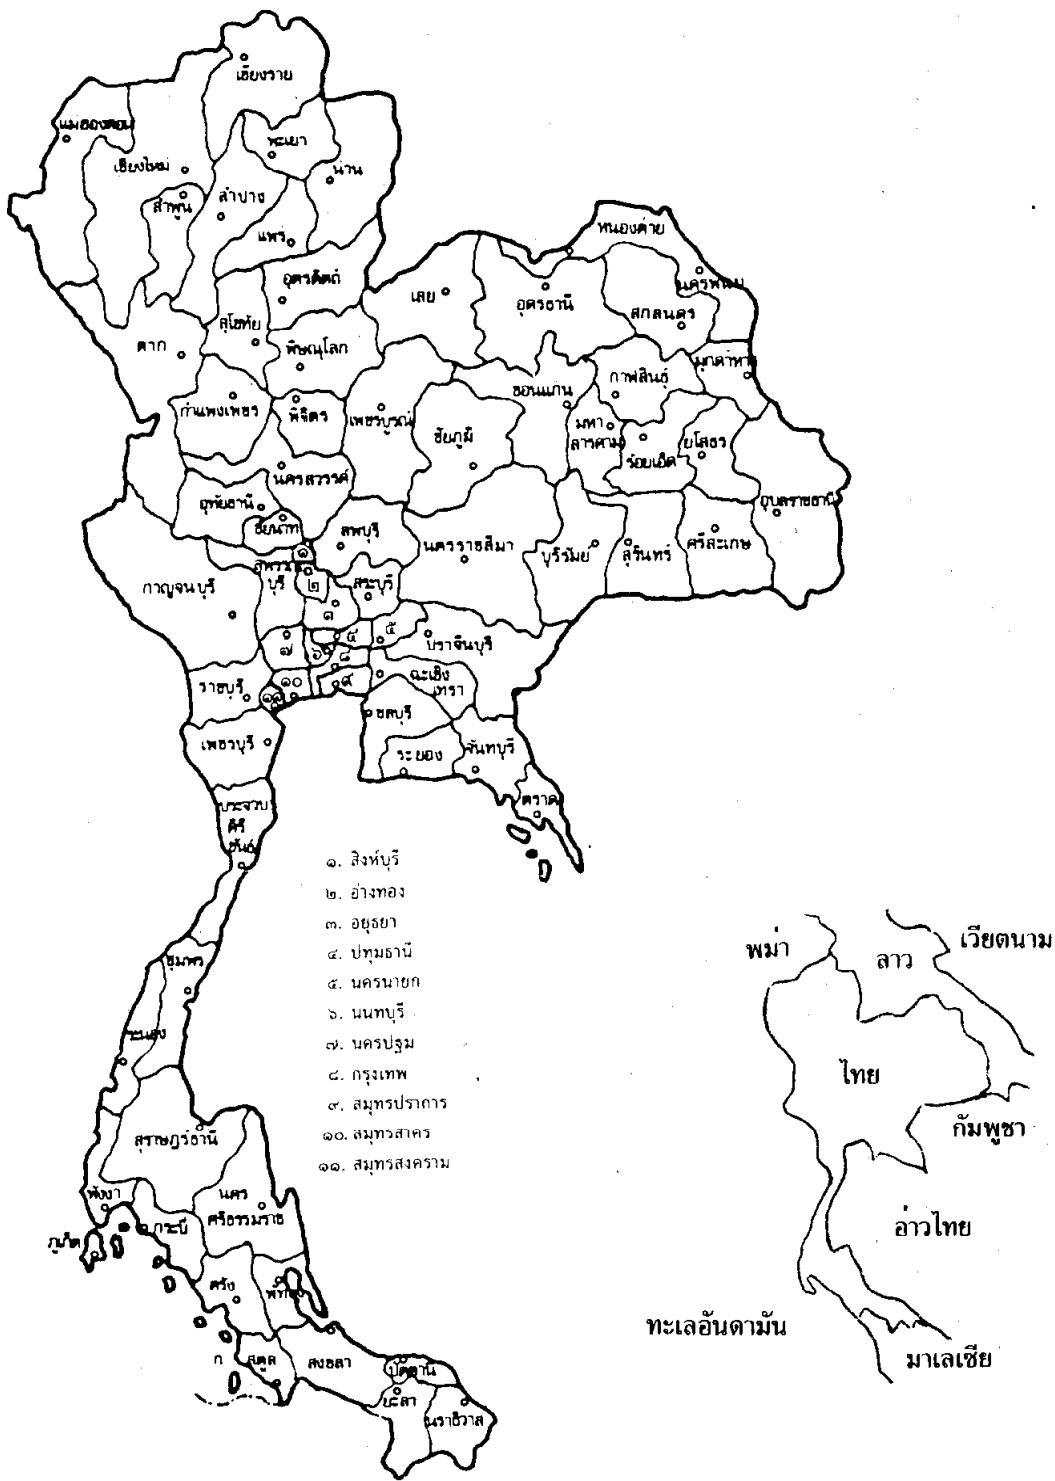 เชียงราย
แม่ฮ่องสอน
พะเยา
เชียงใหม่
น่าน
ลำพูน
ลำปาง
แพร่
หนองคาย
อุตรดิตถ์
นครพนม
เลย
อุดรธานี
สกลนคร
สุโขทัย
ตาก
พิษณุโลก
มุกดาหาร
กาฬสินธุ์
ขอนแก่น
กำแพงเพชร
พิจิตร
เพชรบูรณ์
ชัยภูมิ
มหา
สารคาม
ร้อยเอ็ด
ยโสธร
นครสวรรค์
อุทัยธานี
อุบลราชธานี
ชัยนาท
ลพบุรี
นครราชสีมา
บุรีรัมย์
สุรินทร์
ศรีสะเกษ
๑
สุพรรณ
บุรี
๒
สระบุรี
กาญจนบุรี
๑
๔
๕
ปราจีนบุรี
๗
๖
๘
ฉะเชิง
เทรา
ราชบุรี
๑๐
๙
๑๑
ชลบุรี
เพชรบุรี
ระยอง
จันทบุรี
ตราด
ประจวบ
คีรี
ขันธ์
๑. สิงห์บุรี
๒. อ่างทอง
๓. อยุธยา
๔. ปทุมธานี
๕. นครนายก
๖. นนทบุรี
๗. นครปฐม
๘. กรุงเทพ
๙. สมุทรปราการ
๑๐. สมุทรสาคร
๑๑. สมุทรสงคราม
ชุมพร
ระนอง
สุราษฎร์ธานี
พังงา
นคร
ศรีธรรมราช
กระบี่
ภูเก็ต
ตรัง
ก
สตูล
สงขลา
ปัตตานี
ยะลา
นราธิวาส
พม่า
ลาว
เวียตนาม
ไทย
กัมพูชา
อ่าวไทย
ทะเลอันดามัน
มาเลเซีย